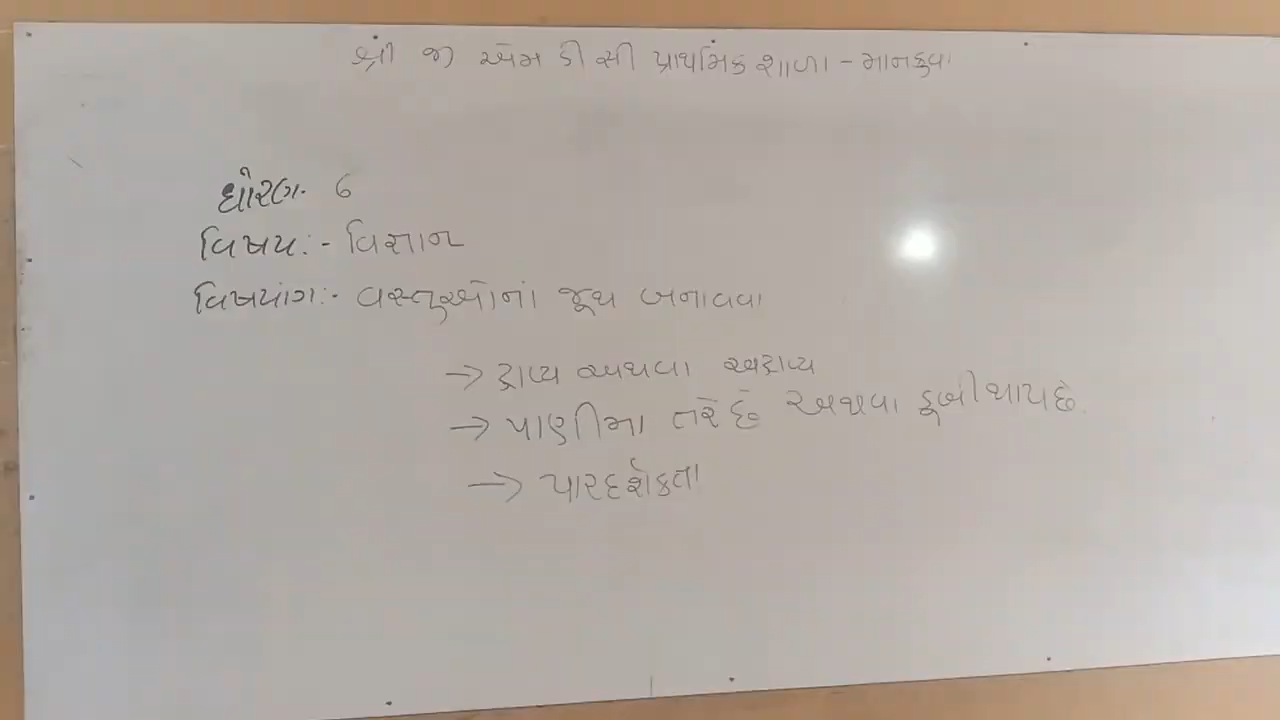 શ્રી જી એમ ડી સી પ્રાથમિક શાળા - માનકુવા
ધોરણ- 6
વિષય:- વિજ્ઞાન
વિષયાંગ:- વસ્તુઓનાં જૂથ બનાવવા
→ દ્રાવ્ય અથવા અદ્રાવ્ય
→ પાણીમા તરે છે અથવા ડૂબી થાય છે.
→ પારદર્શકતા